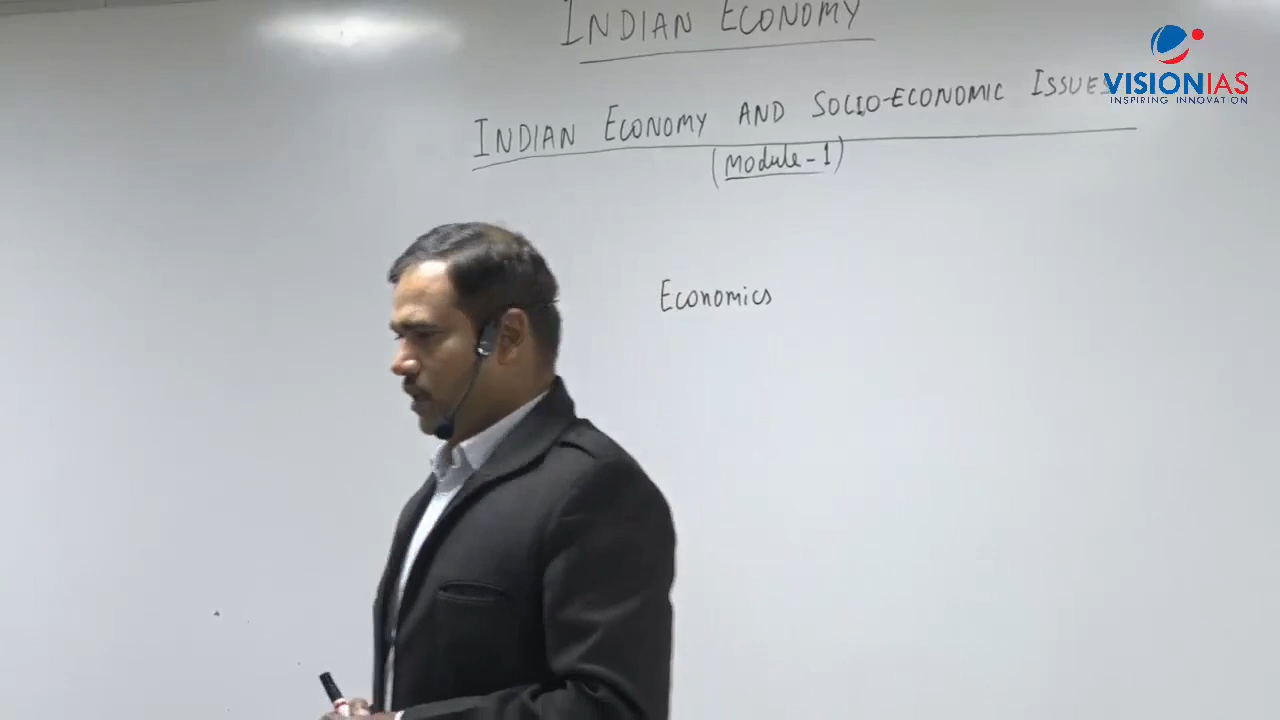 INDIAN ECONOMY
VISIONIAS
INSPIRING INNOVATION
INDIAN ECONOMY AND SOCIO-ECONOMIC ISSUES
(Module-1)
Economics